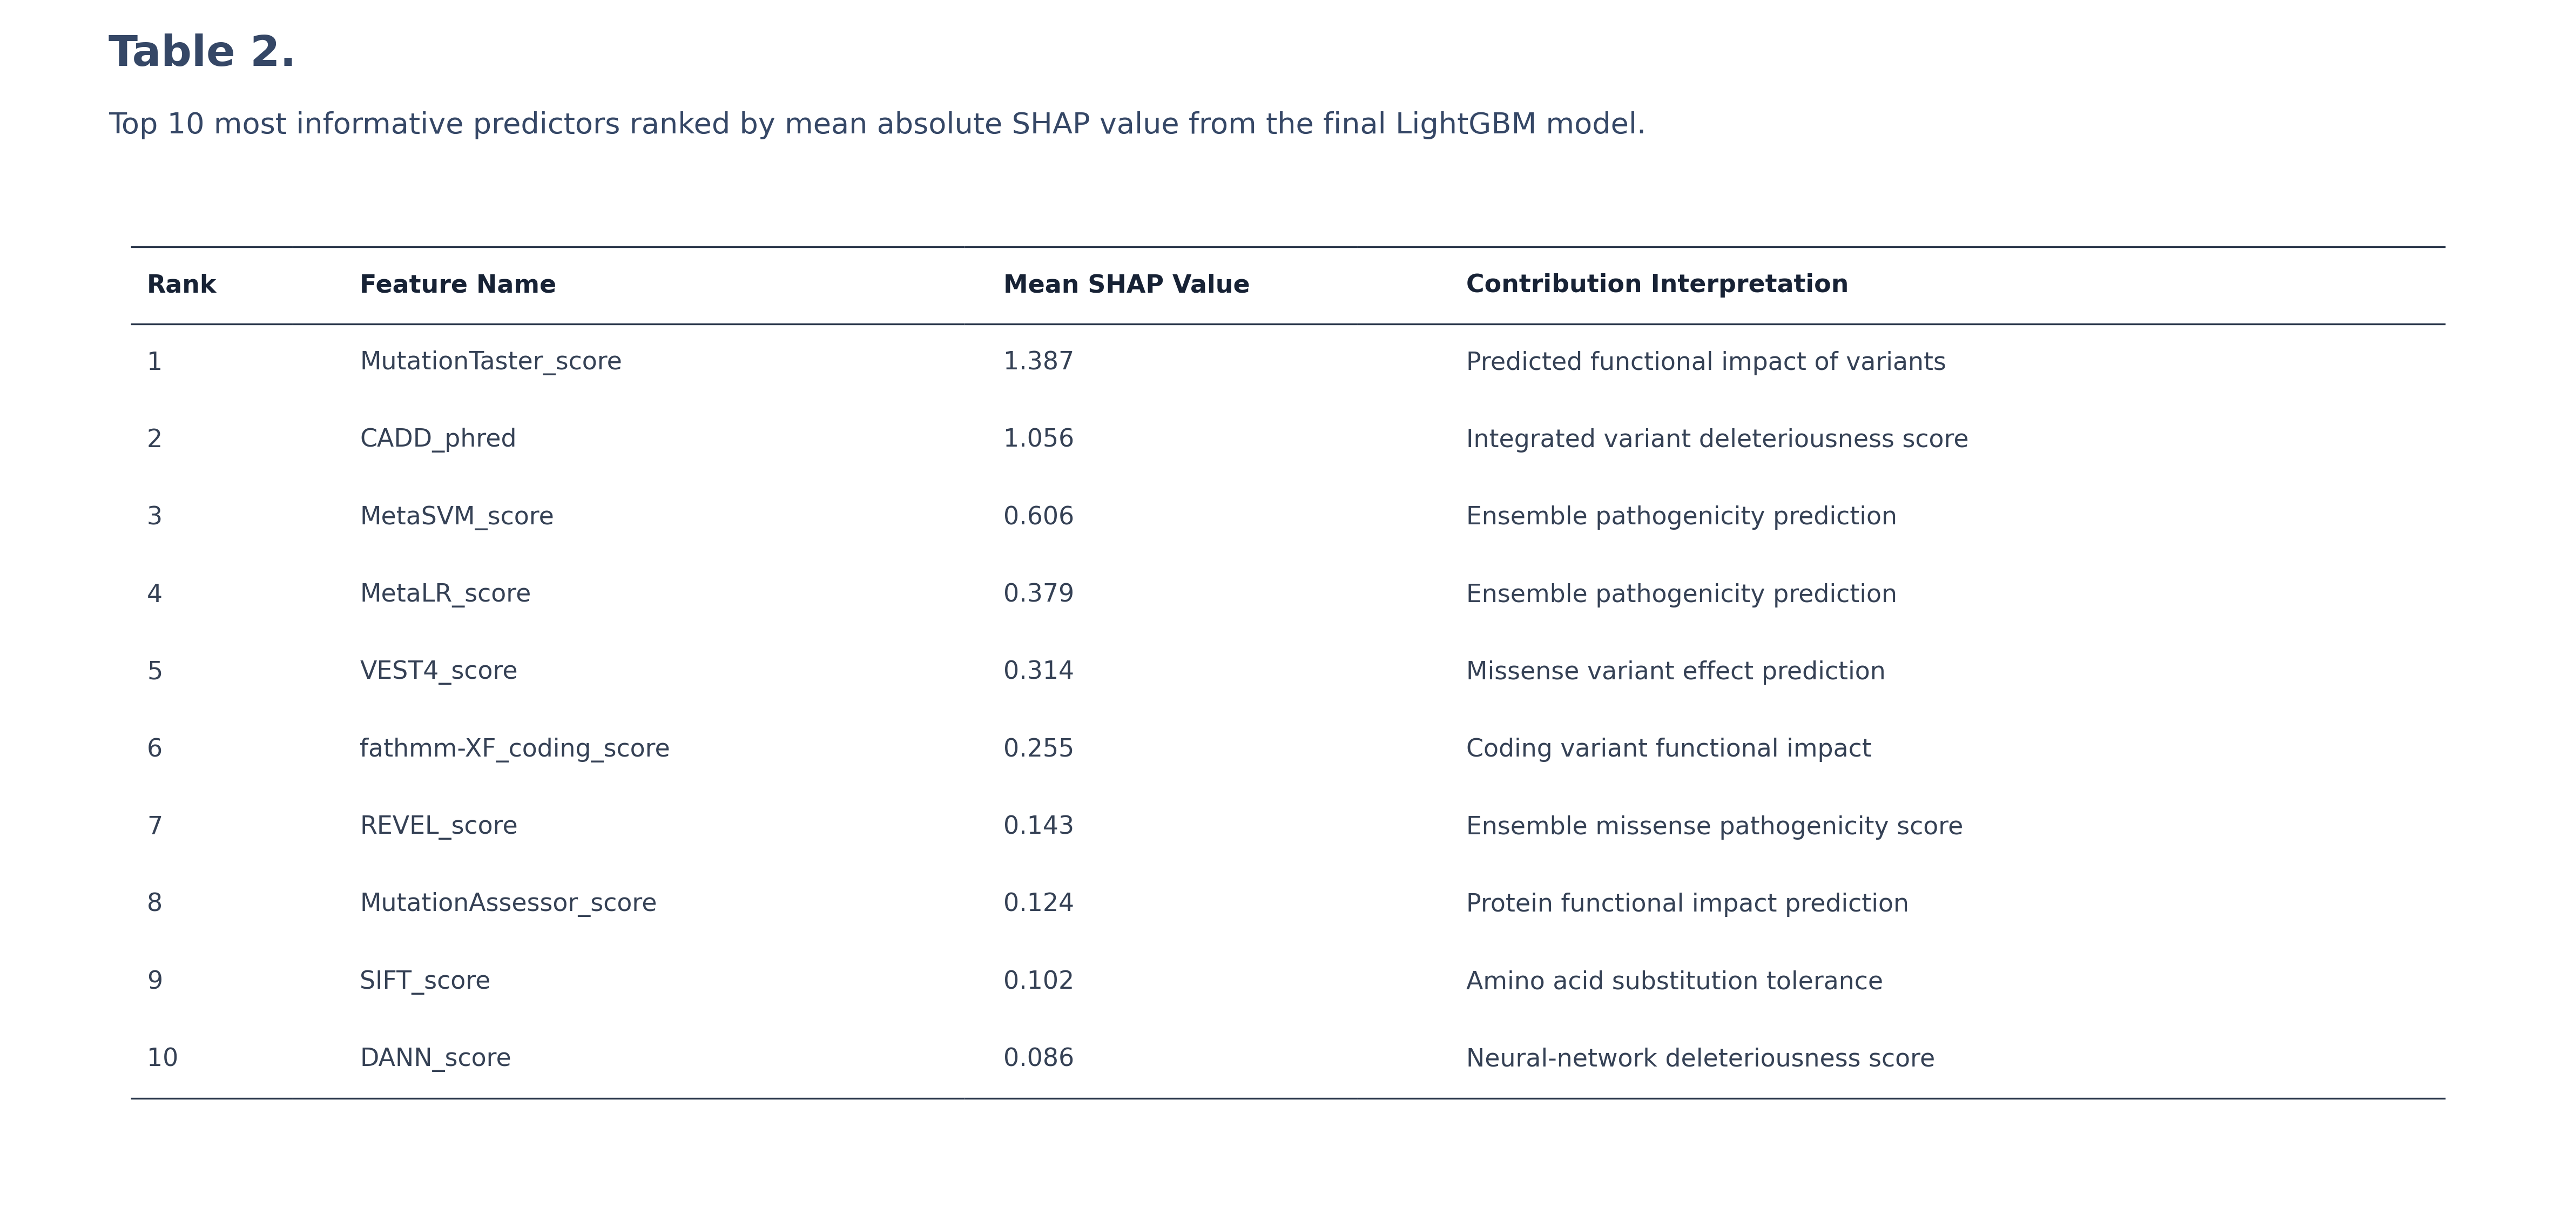 Table 2.
Top 10 most informative predictors ranked by mean absolute SHAP value from the final LightGBM model.
Rank Feature Name Mean SHAP Value Contribution Interpretation
1 MutationTaster_score 1.387 Predicted functional impact of variants
2 CADD_phred 1.056 Integrated variant deleteriousness score
3 MetaSVM_score 0.606 Ensemble pathogenicity prediction
4 MetaLR_score 0.379 Ensemble pathogenicity prediction
5 VEST4_score 0.314 Missense variant effect prediction
6 fathmm-XF_coding_score 0.255 Coding variant functional impact
7 REVEL_score 0.143 Ensemble missense pathogenicity score
8 MutationAssessor_score 0.124 Protein functional impact prediction
9 SIFT_score 0.102 Amino acid substitution tolerance
10 DANN_score 0.086 Neural-network deleteriousness score